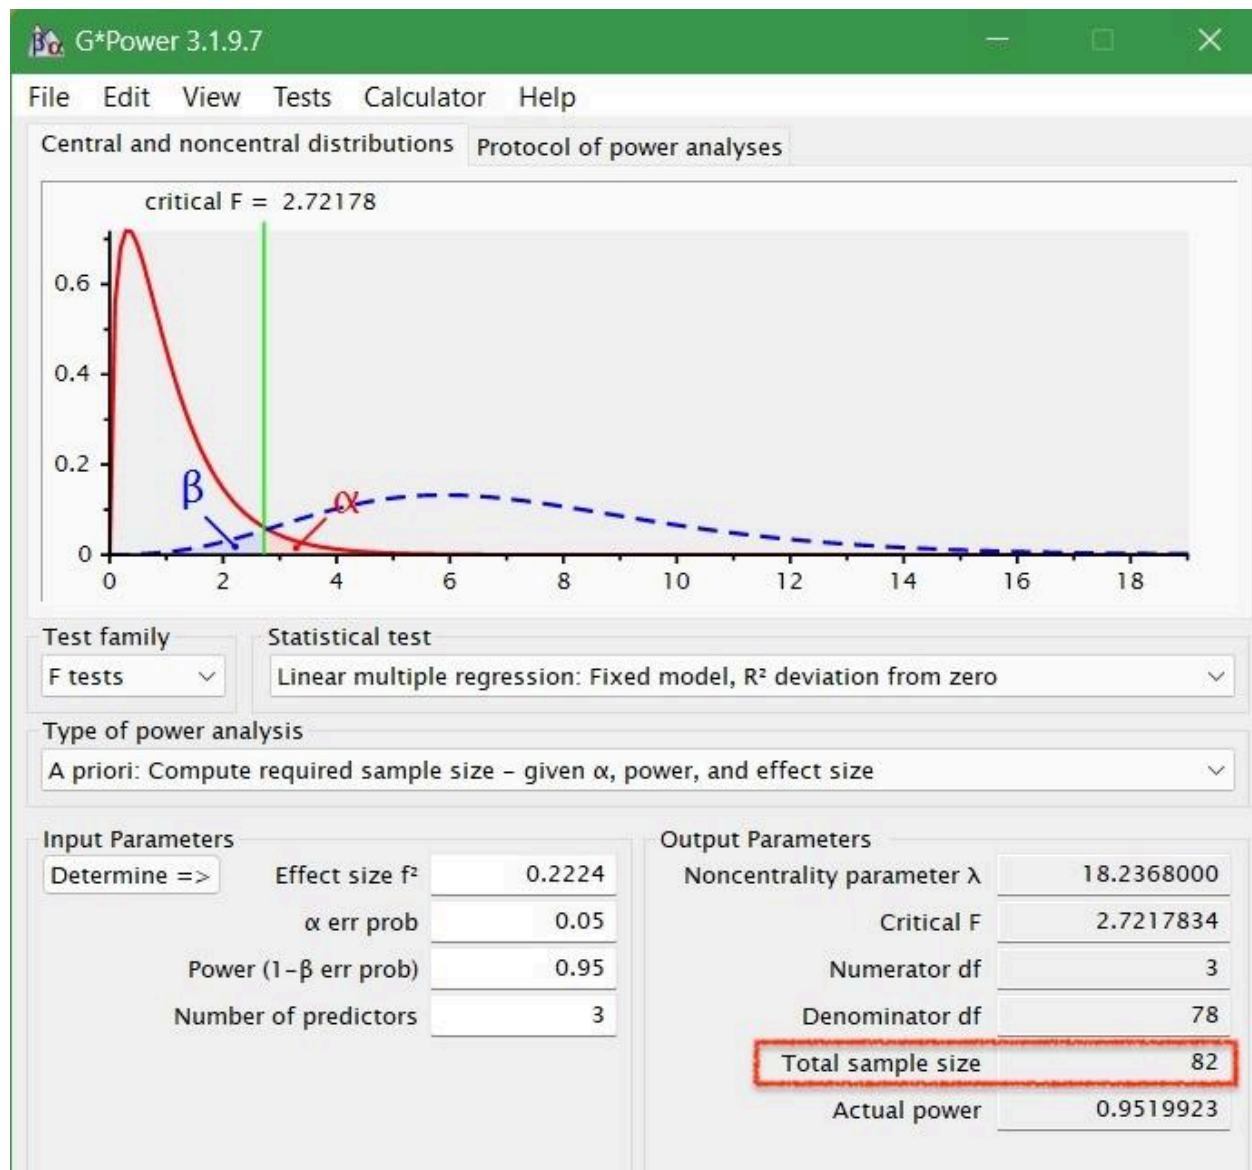 βα G*Power 3.1.9.7
File Edit View Tests Calculator Help
Central and noncentral distributions Protocol of power analyses
critical F = 2.72178
0.6
0.4
0.2
0
β
α
0 2 4 6 8 10 12 14 16 18
Test family Statistical test
F tests Linear multiple regression: Fixed model, R² deviation from zero
Type of power analysis
A priori: Compute required sample size – given α, power, and effect size
Input Parameters
Determine => Effect size f² 0.2224
α err prob 0.05
Power (1-β err prob) 0.95
Number of predictors 3
Output Parameters
Noncentrality parameter λ 18.2368000
Critical F 2.7217834
Numerator df 3
Denominator df 78
Total sample size 82
Actual power 0.9519923